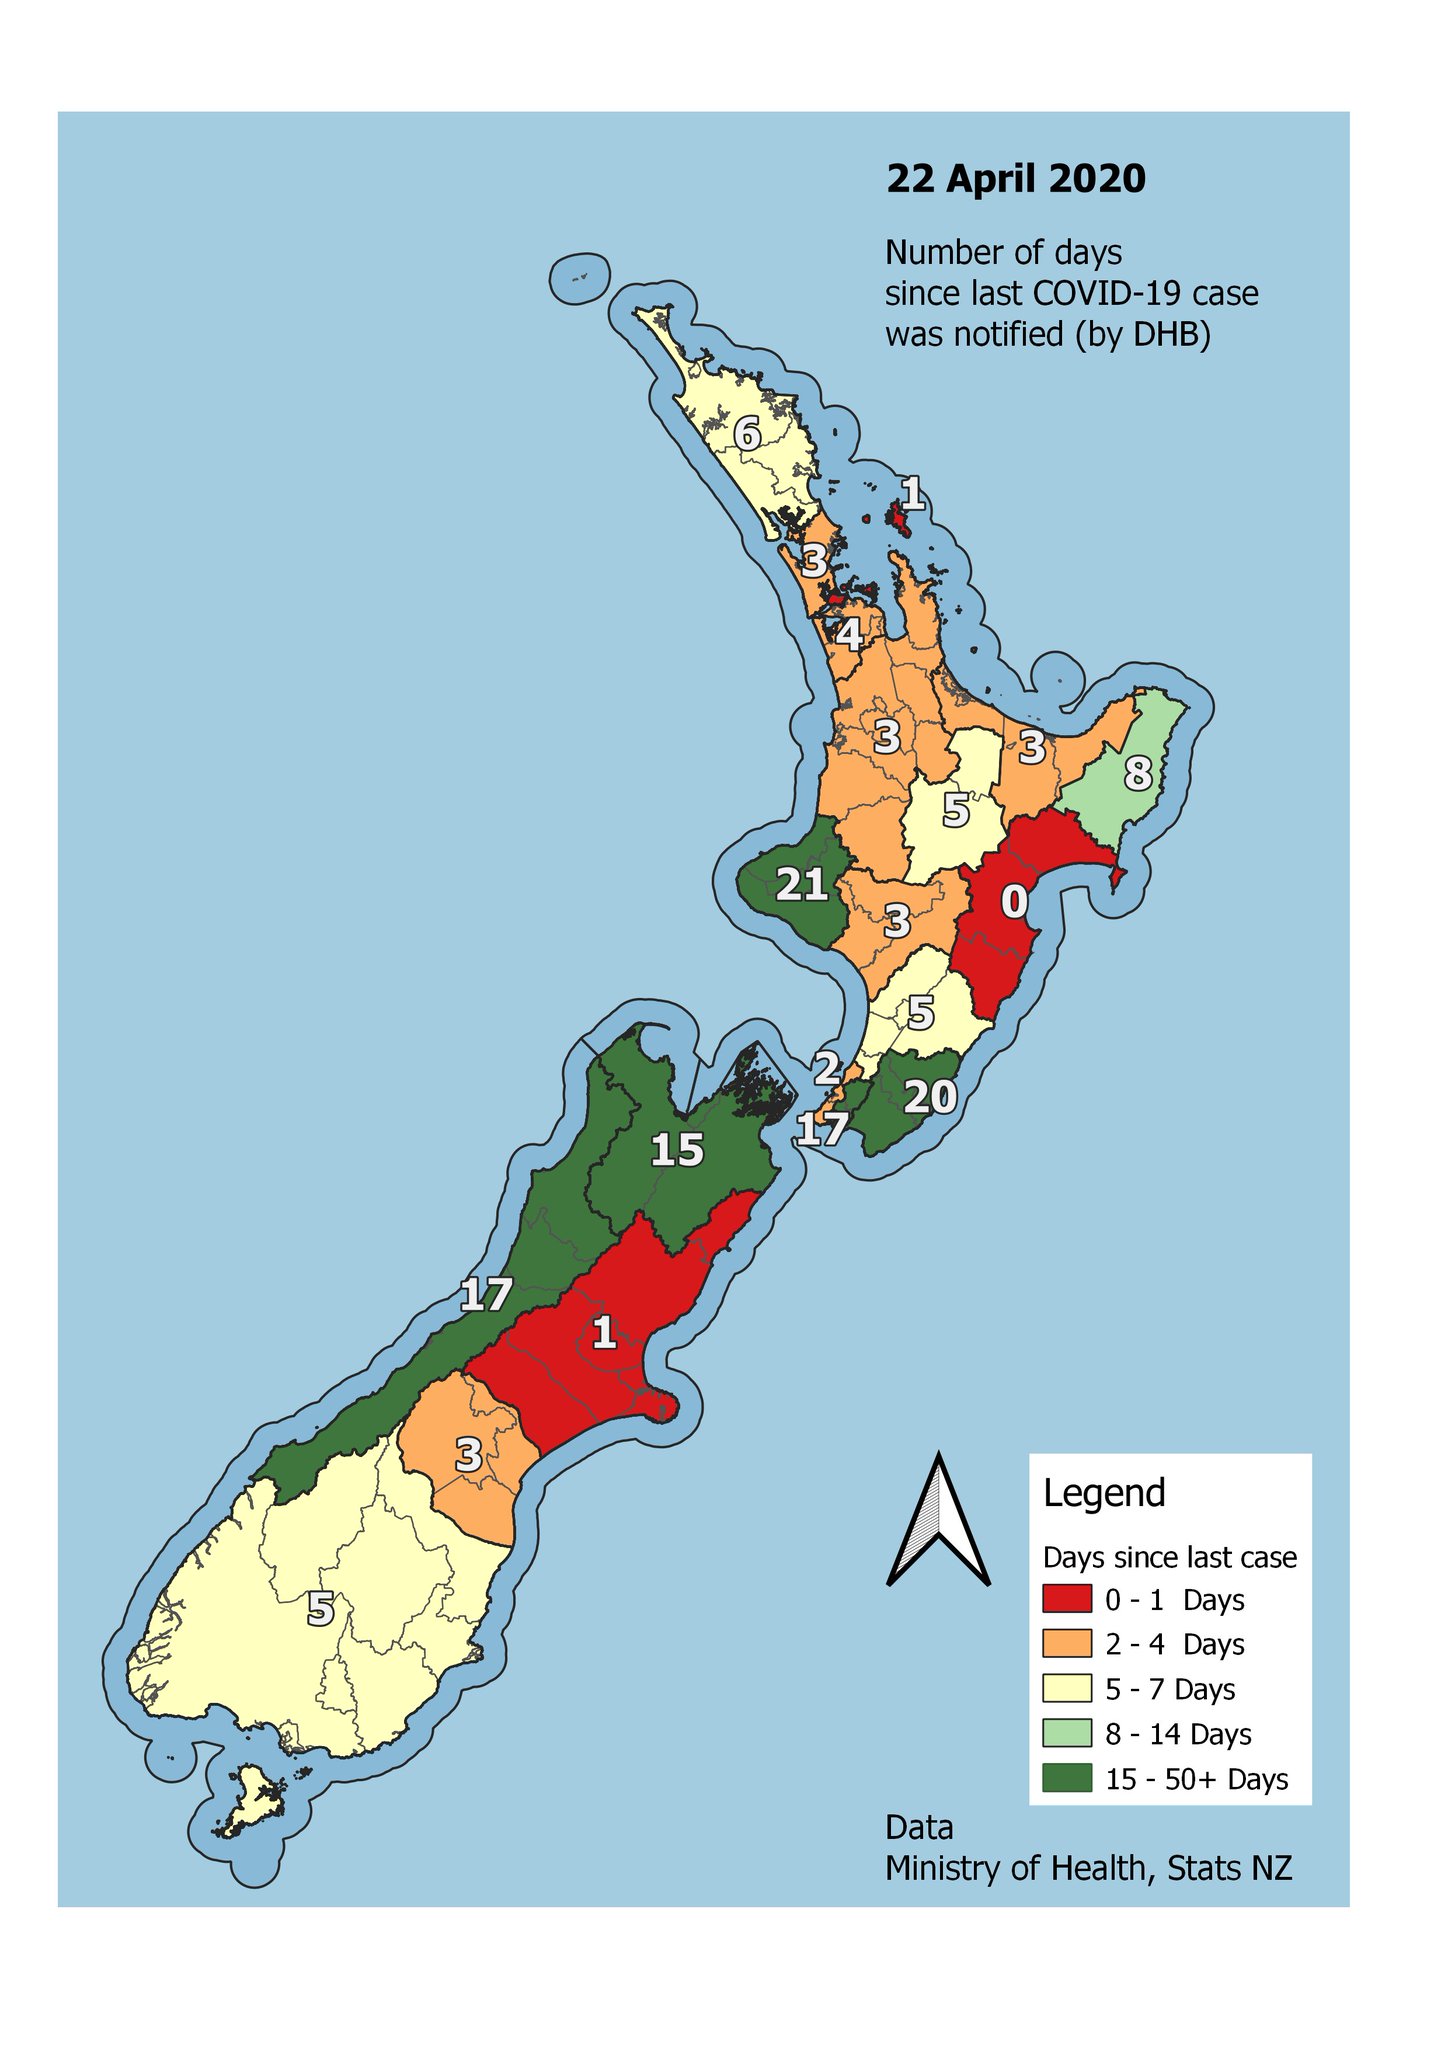 22 April 2020
Number of days
since last COVID-19 case
was notified (by DHB)
6
1
3
4
3
3
8
5
21
0
3
5
2
20
17
15
17
1
3
5
Legend
Days since last case
0 - 1 Days
2 - 4 Days
5 - 7 Days
8 - 14 Days
15 - 50+ Days
Data
Ministry of Health, Stats NZ